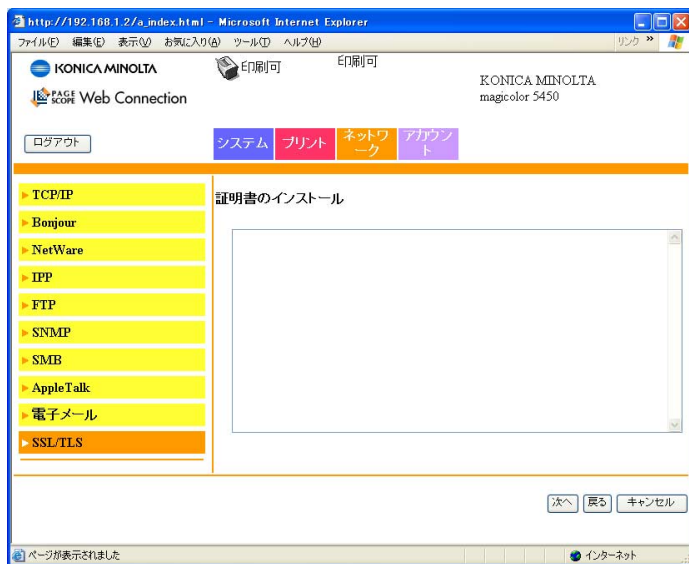 http://192.168.1.2/a_index.html - Microsoft Internet Explorer
ファイル(F) 編集(E) 表示(V) お気に入り(A) ツール(T) ヘルプ(H)
リンク »
KONICA MINOLTA
印刷可
印刷可
KONICA MINOLTA
magicolor 5450
PAGE SCOPE Web Connection
ログアウト
システム
プリント
ネットワ
ーク
アカウン
ト
TCP/IP
Bonjour
NetWare
IPP
FTP
SNMP
SMB
AppleTalk
電子メール
SSL/TLS
証明書のインストール
次へ 戻る キャンセル
ページが表示されました
インターネット